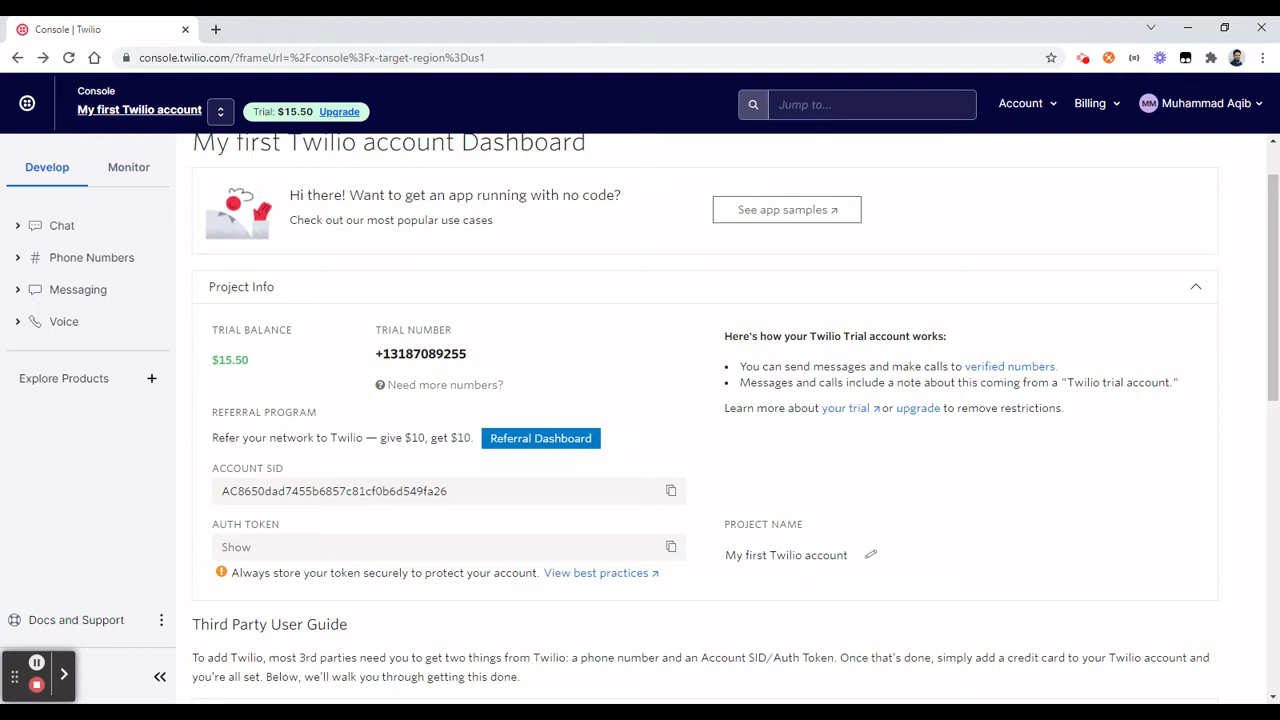 Console | Twilio
console.twilio.com/?frameUrl=%2Fconsole%3Fx-target-region%3Dus1
Console
My first Twilio account
Trial: $15.50 Upgrade
Jump to...
Account
Billing
MM Muhammad Aqib
Develop
Monitor
Chat
Phone Numbers
Messaging
Voice
Explore Products
Docs and Support
My first Twilio account Dashboard
Hi there! Want to get an app running with no code?
Check out our most popular use cases
See app samples
Project Info
TRIAL BALANCE
$15.50
TRIAL NUMBER
+13187089255
Need more numbers?
REFERRAL PROGRAM
Refer your network to Twilio — give $10, get $10. Referral Dashboard
ACCOUNT SID
AC8650dad7455b6857c81cf0b6d549fa26
AUTH TOKEN
Show
Always store your token securely to protect your account. View best practices
Here's how your Twilio Trial account works:
• You can send messages and make calls to verified numbers.
• Messages and calls include a note about this coming from a "Twilio trial account."
Learn more about your trial or upgrade to remove restrictions.
PROJECT NAME
My first Twilio account
Third Party User Guide
To add Twilio, most 3rd parties need you to get two things from Twilio: a phone number and an Account SID/Auth Token. Once that's done, simply add a credit card to your Twilio account and
you're all set. Below, we'll walk you through getting this done.